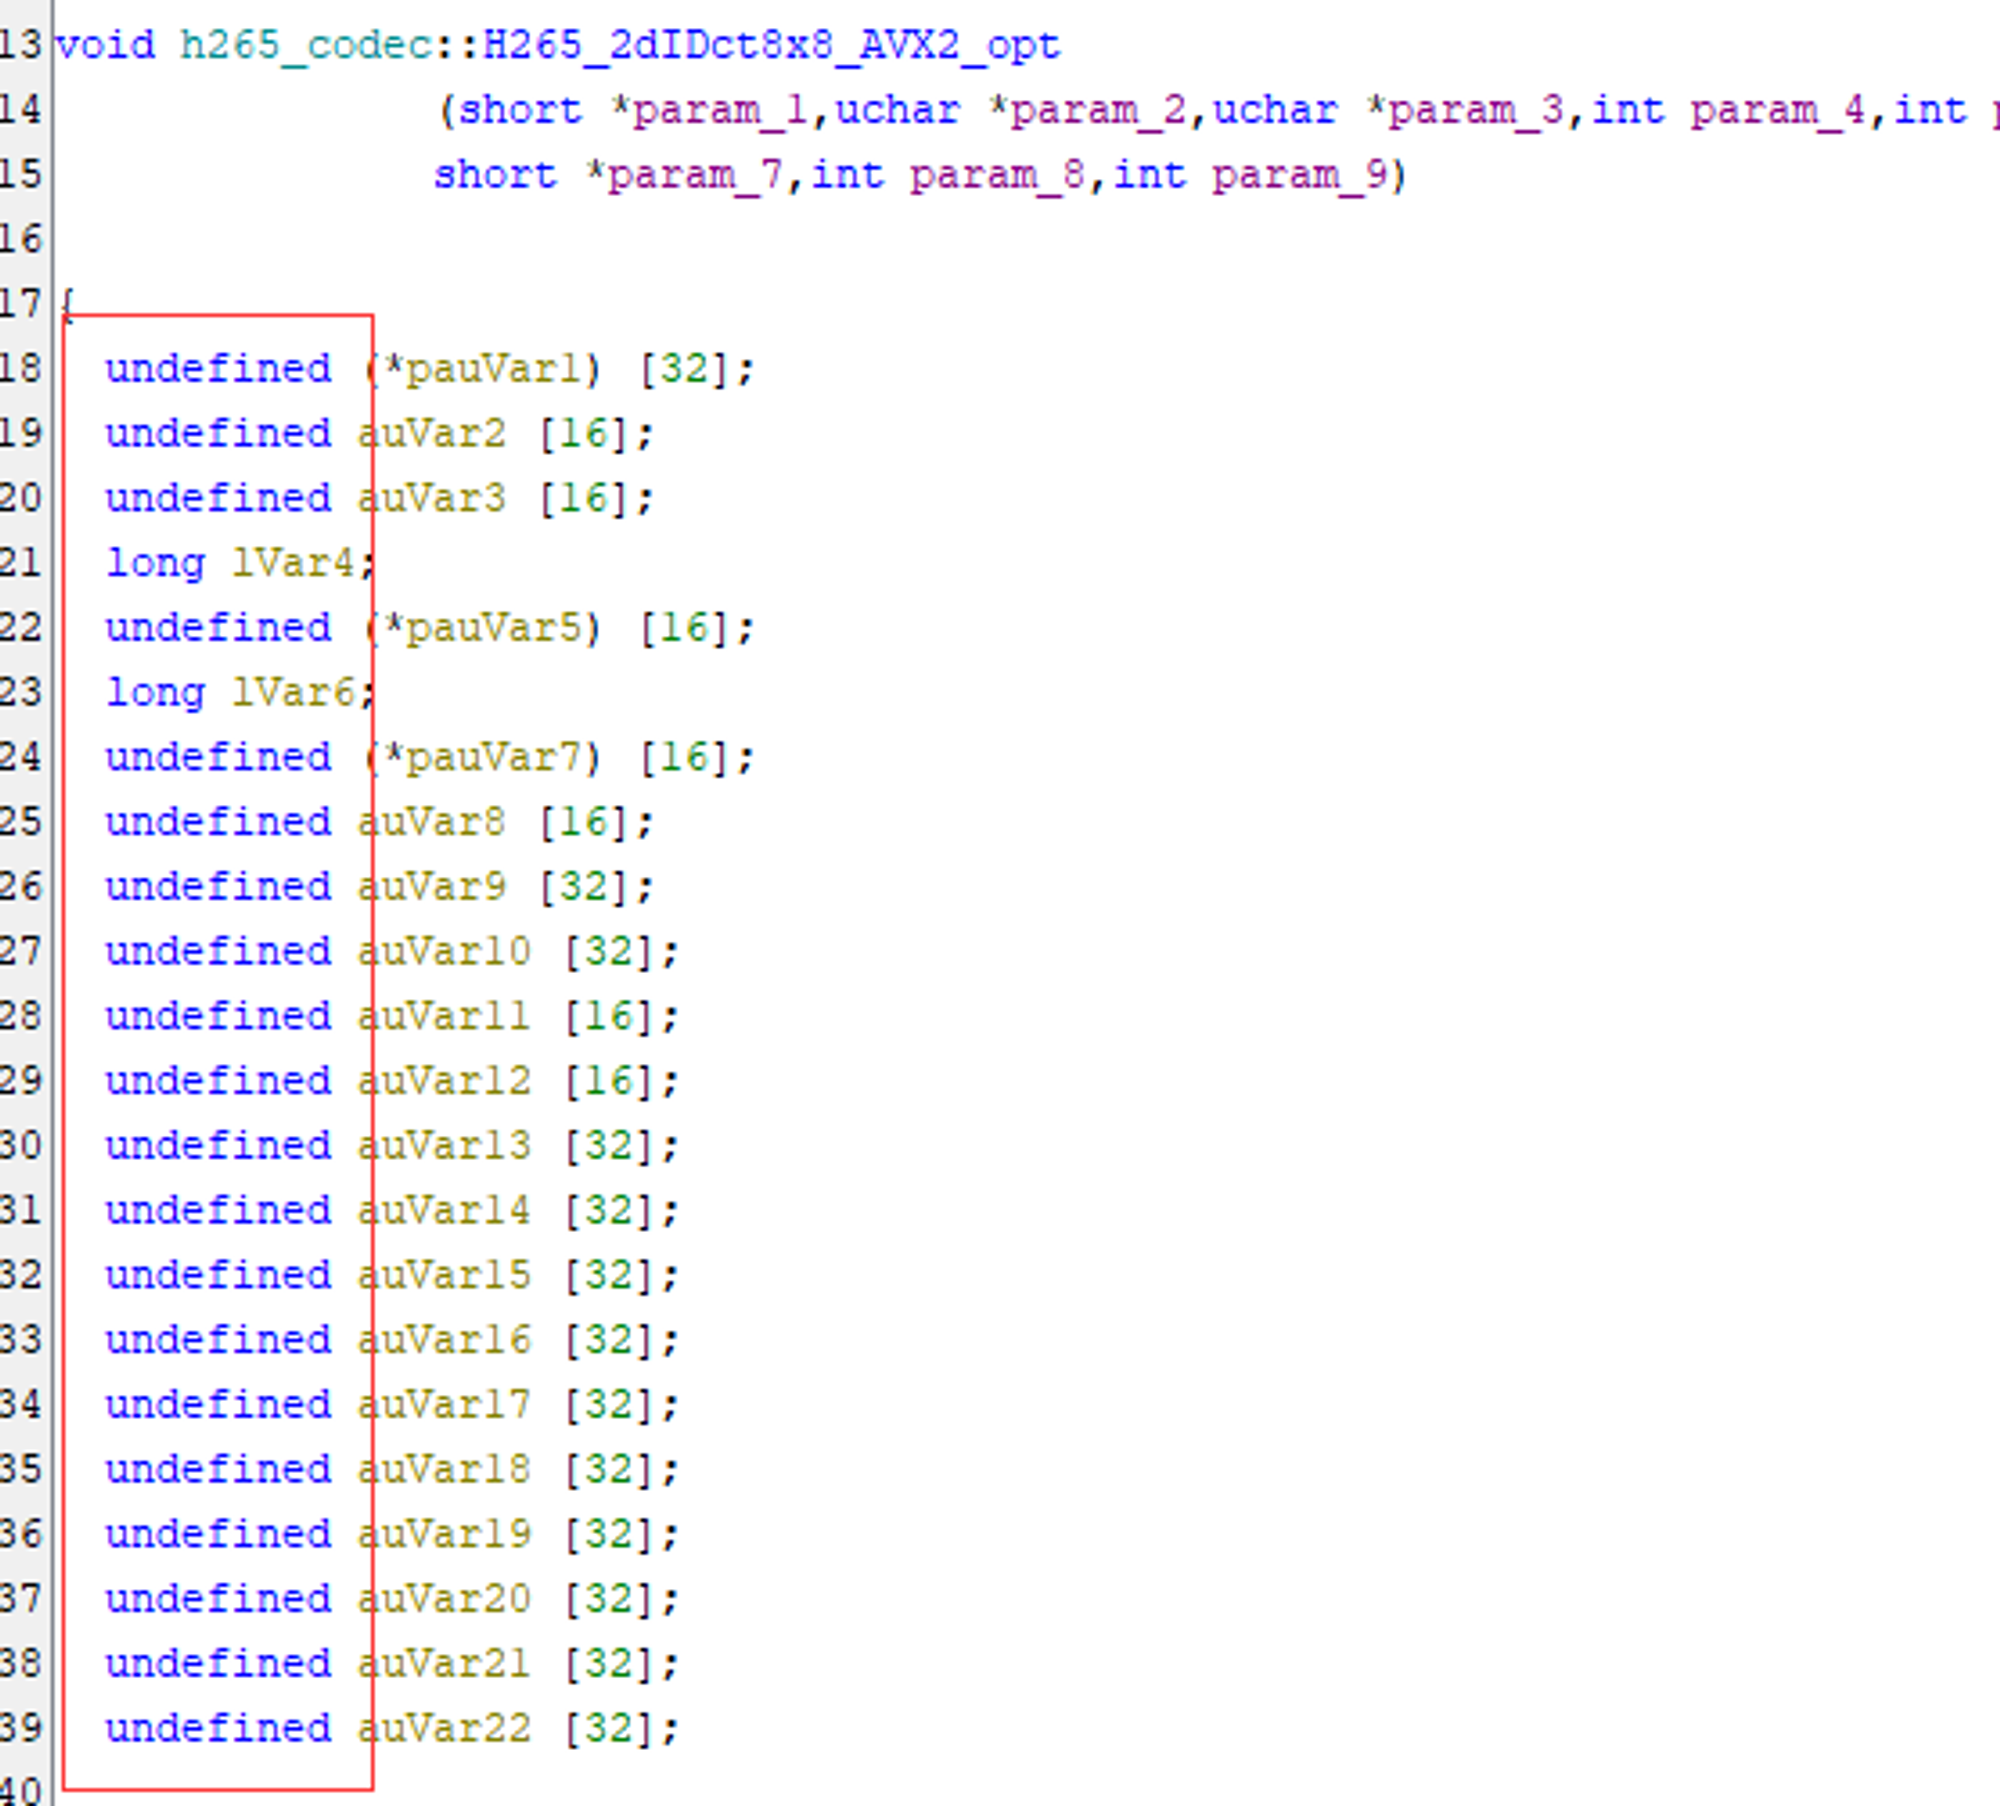 13 void h265_codec::H265_2dIDct8x8_AVX2_opt
14 (short *param_1,uchar *param_2,uchar *param_3,int param_4,int
15 short *param_7,int param_8,int param_9)
16
17 {
18 undefined (*pauVar1) [32];
19 undefined auVar2 [16];
20 undefined auVar3 [16];
21 long lVar4;
22 undefined (*pauVar5) [16];
23 long lVar6;
24 undefined (*pauVar7) [16];
25 undefined auVar8 [16];
26 undefined auVar9 [32];
27 undefined auVar10 [32];
28 undefined auVar11 [16];
29 undefined auVar12 [16];
30 undefined auVar13 [32];
31 undefined auVar14 [32];
32 undefined auVar15 [32];
33 undefined auVar16 [32];
34 undefined auVar17 [32];
35 undefined auVar18 [32];
36 undefined auVar19 [32];
37 undefined auVar20 [32];
38 undefined auVar21 [32];
39 undefined auVar22 [32];
40